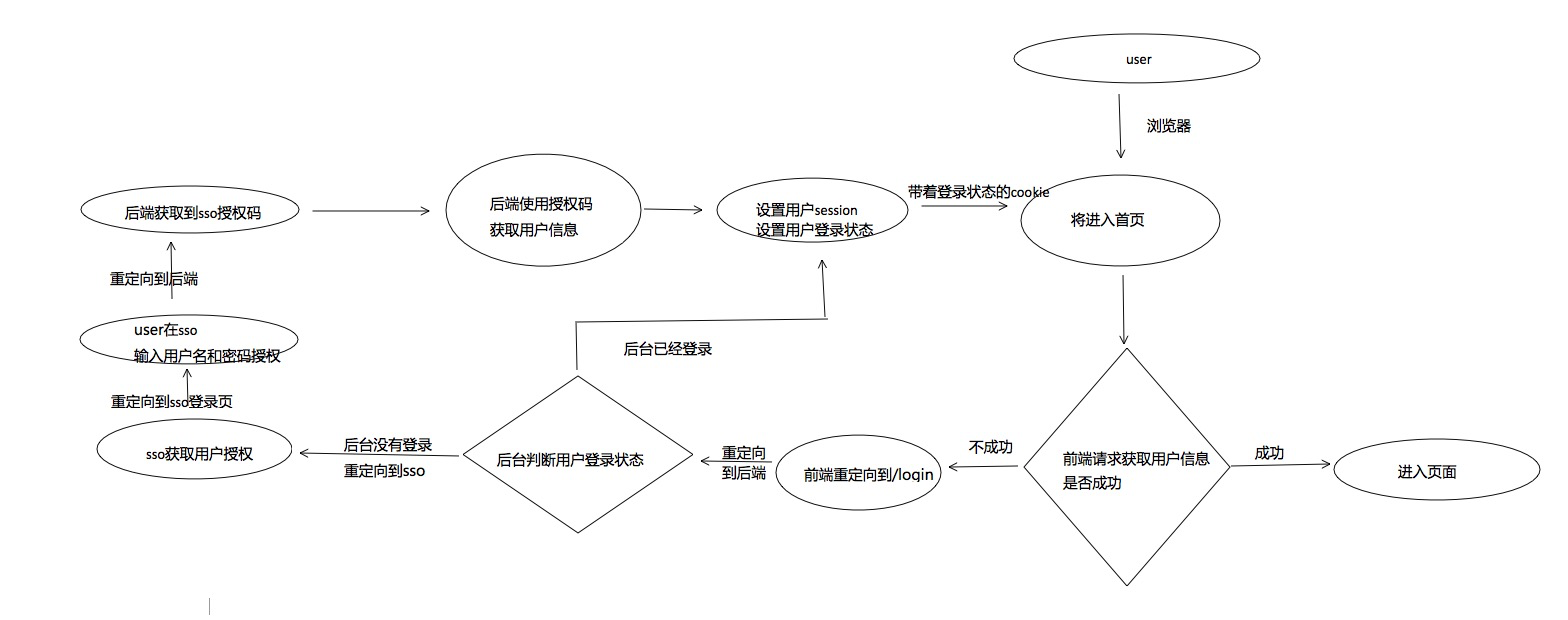 user
浏览器
带着登录状态的cookie
后端获取到sso授权码
后端使用授权码
获取用户信息
设置用户session
设置用户登录状态
将进入首页
重定向到后端
user在sso
输入用户名和密码授权
后台已经登录
重定向到sso登录页
sso获取用户授权
后台没有登录
重定向到sso
后台判断用户登录状态
重定向
到后端
前端重定向到/login
不成功
前端请求获取用户信息
是否成功
成功
进入页面